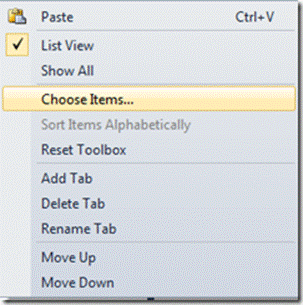 Paste Ctrl+V
List View
Show All
Choose Items...
Sort Items Alphabetically
Reset Toolbox
Add Tab
Delete Tab
Rename Tab
Move Up
Move Down